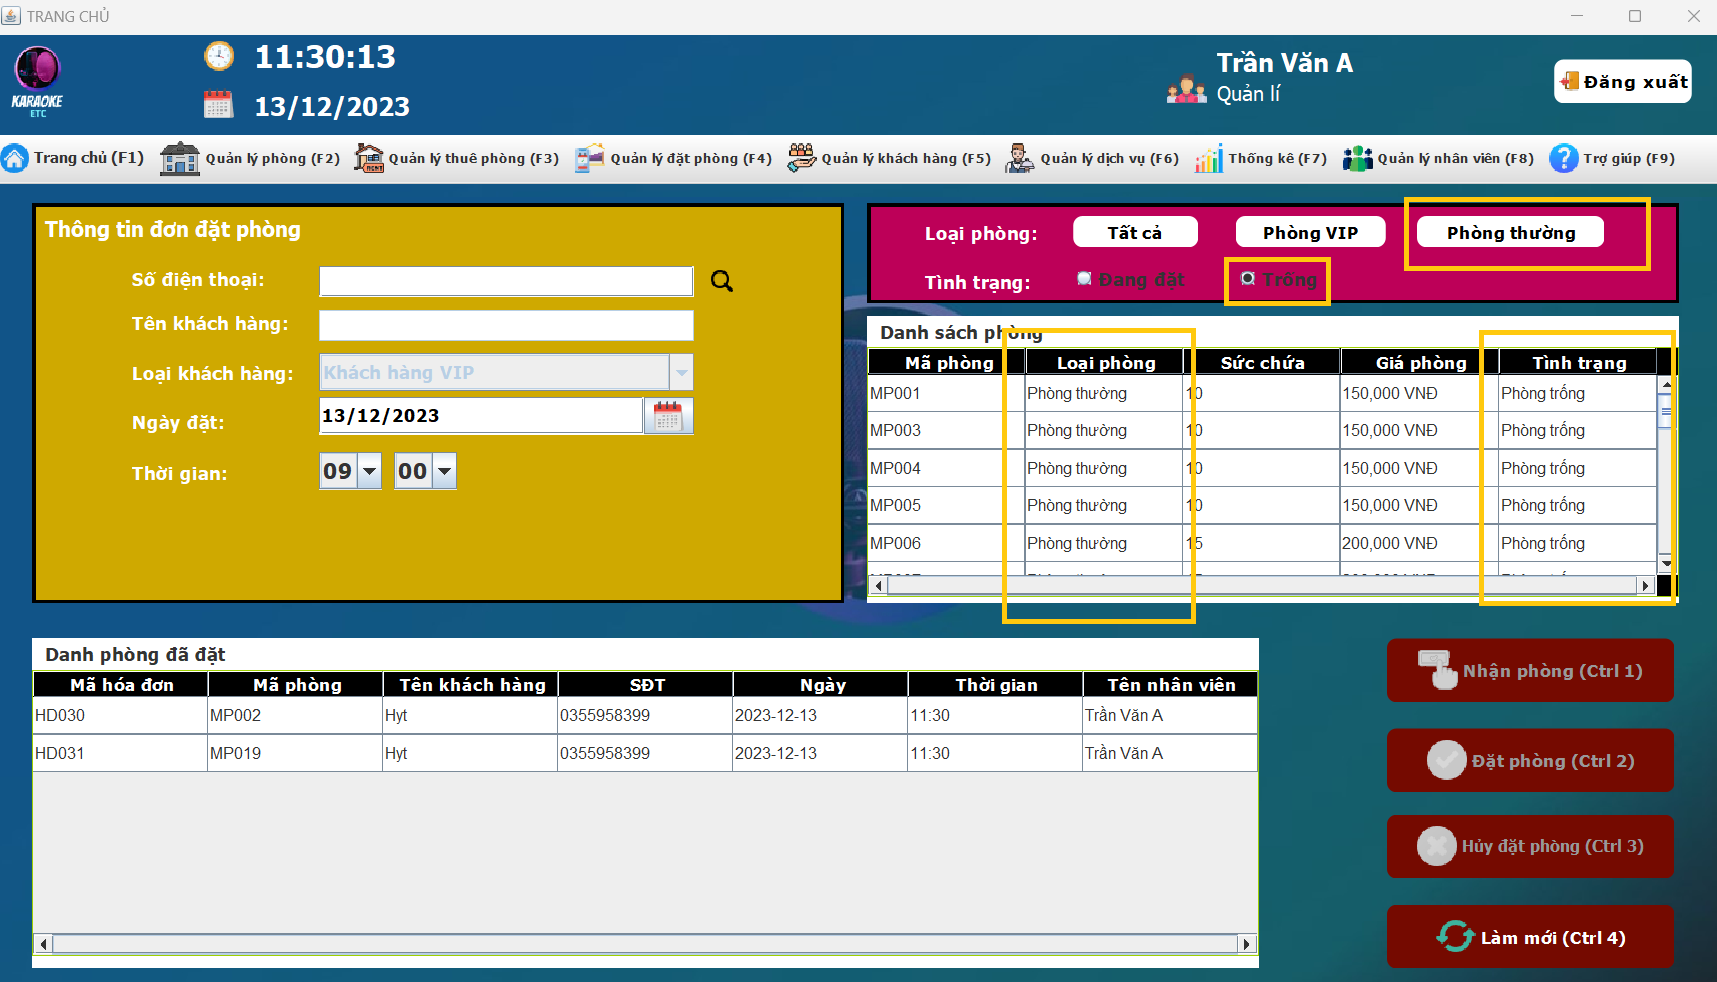 TRANG CHỦ
KARAOKE
ETC
11:30:13
13/12/2023
Trần Văn A
Quản lí
Đăng xuất
Trang chủ (F1) Quản lý phòng (F2) Quản lý thuê phòng (F3) Quản lý đặt phòng (F4) Quản lý khách hàng (F5) Quản lý dịch vụ (F6) Thống kê (F7) Quản lý nhân viên (F8) Trợ giúp (F9)
Thông tin đơn đặt phòng
Số điện thoại:
Tên khách hàng:
Loại khách hàng: Khách hàng VIP
Ngày đặt: 13/12/2023
Thời gian: 09 00
Loại phòng: Tất cả Phòng VIP Phòng thường
Tình trạng: Đang đặt Trống
Danh sách phòng
Mã phòng Loại phòng Sức chứa Giá phòng Tình trạng
MP001 Phòng thường 10 150,000 VNĐ Phòng trống
MP003 Phòng thường 10 150,000 VNĐ Phòng trống
MP004 Phòng thường 10 150,000 VNĐ Phòng trống
MP005 Phòng thường 10 150,000 VNĐ Phòng trống
MP006 Phòng thường 15 200,000 VNĐ Phòng trống
Danh phòng đã đặt
Mã hóa đơn Mã phòng Tên khách hàng SĐT Ngày Thời gian Tên nhân viên
HD030 MP002 Hyt 0355958399 2023-12-13 11:30 Trần Văn A
HD031 MP019 Hyt 0355958399 2023-12-13 11:30 Trần Văn A
Nhận phòng (Ctrl 1)
Đặt phòng (Ctrl 2)
Hủy đặt phòng (Ctrl 3)
Làm mới (Ctrl 4)